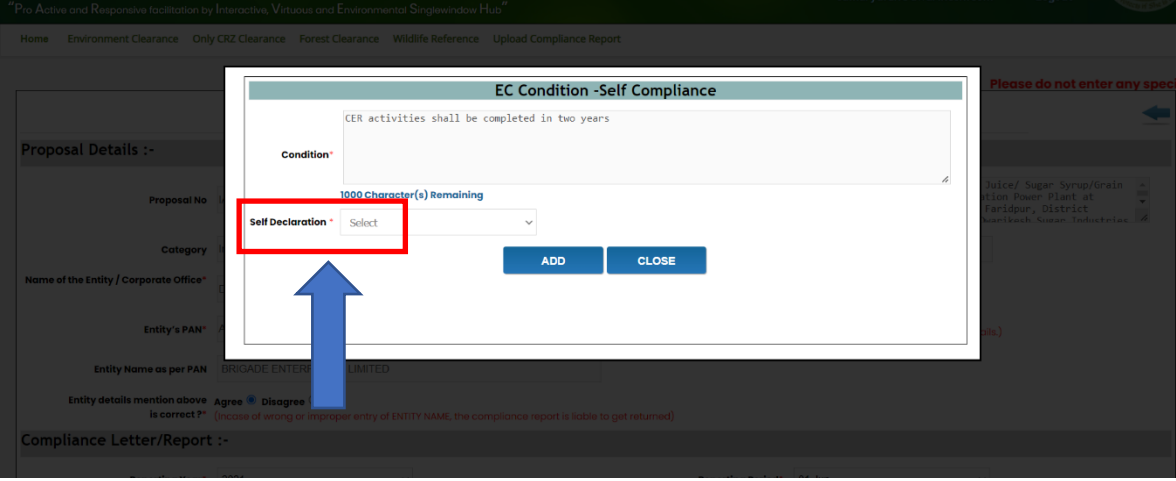 "Pro Active and Responsive facilitation by Interactive, Virtuous and Environmental Singlewindow Hub"
Home Environment Clearance Only CRZ Clearance Forest Clearance Wildlife Reference Upload Compliance Report
Please do not enter any speci
EC Condition -Self Compliance
Condition*
CER activities shall be completed in two years
1000 Character(s) Remaining
Self Declaration * Select
ADD CLOSE
Proposal Details :-
Proposal No
Juice/ Sugar Syrup/Grain
ation Power Plant at
Faridpur, District
Dwarikesh Sugar Industries
Category
Name of the Entity / Corporate Office*
Entity's PAN*
ails.)
Entity Name as per PAN BRIGADE ENTER LIMITED
Entity details mention above is correct ?* Agree Disagree
(Incase of wrong or improper entry of ENTITY NAME, the compliance report is liable to get returned)
Compliance Letter/Report :-